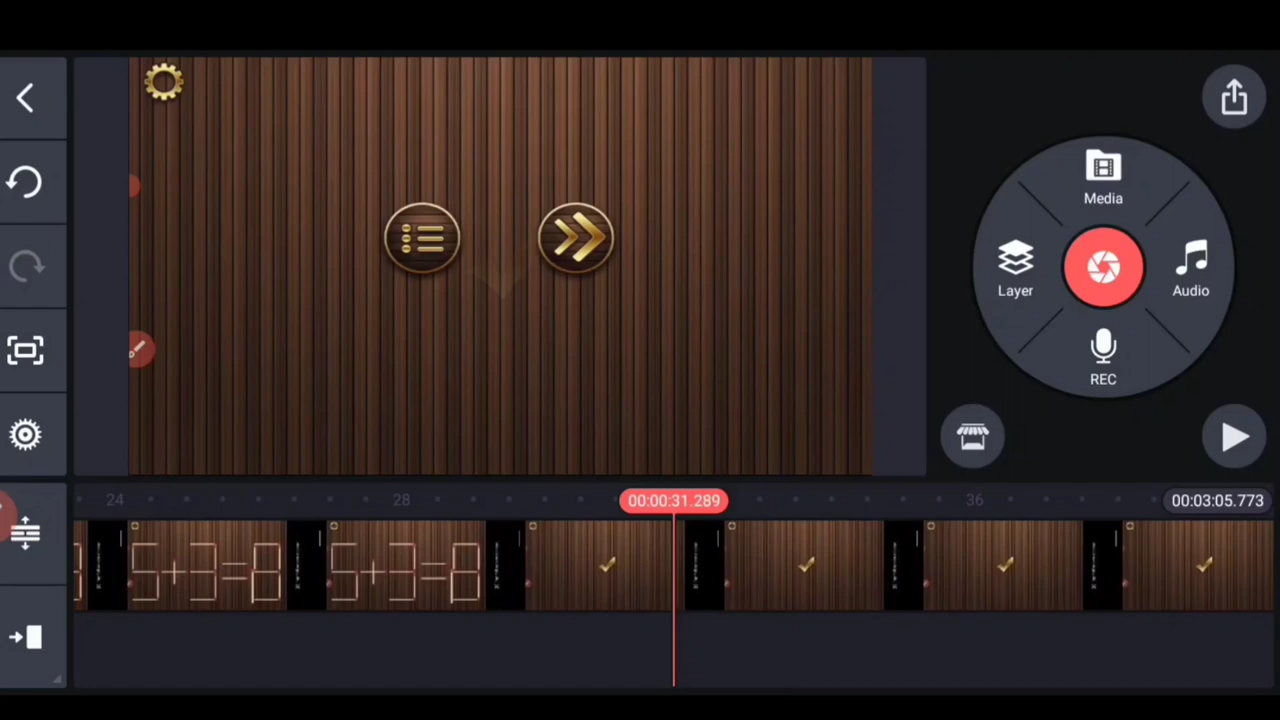 Media
Layer
Audio
REC
24
28
00:00:31.289
36
00:03:05.773
5+3=8
5+3=8